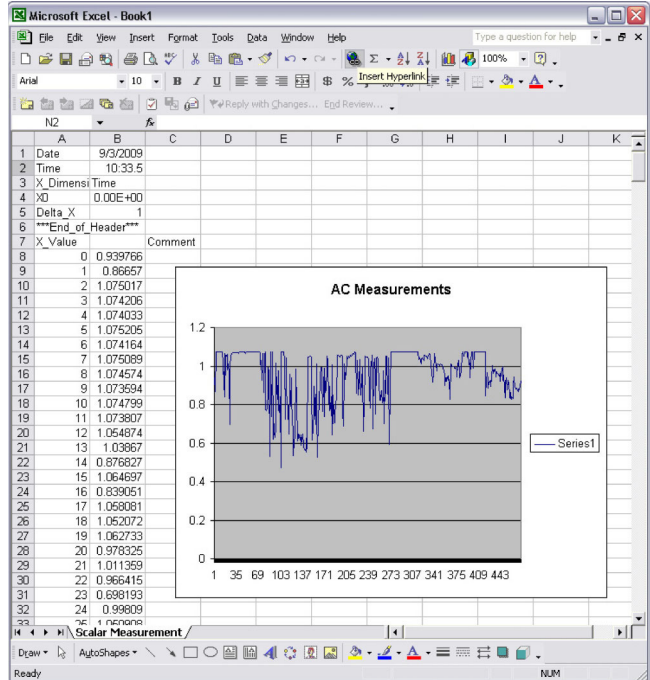 Microsoft Excel - Book1
File Edit View Insert Format Tools Data Window Help Type a question for help
100%
Arial 10 B I U $ %
Insert Hyperlink
Reply with Changes... End Review...
N2 fx
A B C D E F G H I J K
1 Date 9/3/2009
2 Time 10:33.5
3 X_Dimensi Time
4 X0 0.00E+00
5 Delta_X 1
6 ***End_of_Header***
7 X_Value Comment
8 0 0.939766
9 1 0.86657
10 2 1.075017
11 3 1.074206
12 4 1.074033
13 5 1.075205
14 6 1.074164
15 7 1.075089
16 8 1.074574
17 9 1.073594
18 10 1.074799
19 11 1.073807
20 12 1.054874
21 13 1.03867
22 14 0.876827
23 15 1.064697
24 16 0.839051
25 17 1.058081
26 18 1.052072
27 19 1.062733
28 20 0.978325
29 21 1.011359
30 22 0.966415
31 23 0.698193
32 24 0.99809
AC Measurements
1.2
1
0.8
0.6
0.4
0.2
0
1 35 69 103 137 171 205 239 273 307 341 375 409 443
Series1
Scalar Measurement
Draw AutoShapes
Ready NUM